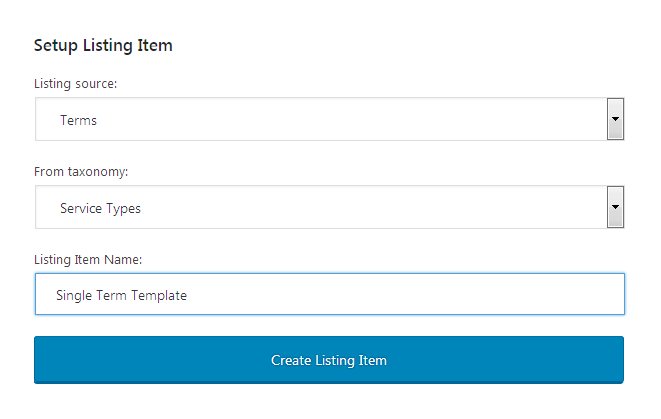 Setup Listing Item
Listing source:
Terms
From taxonomy:
Service Types
Listing Item Name:
Single Term Template
Create Listing Item